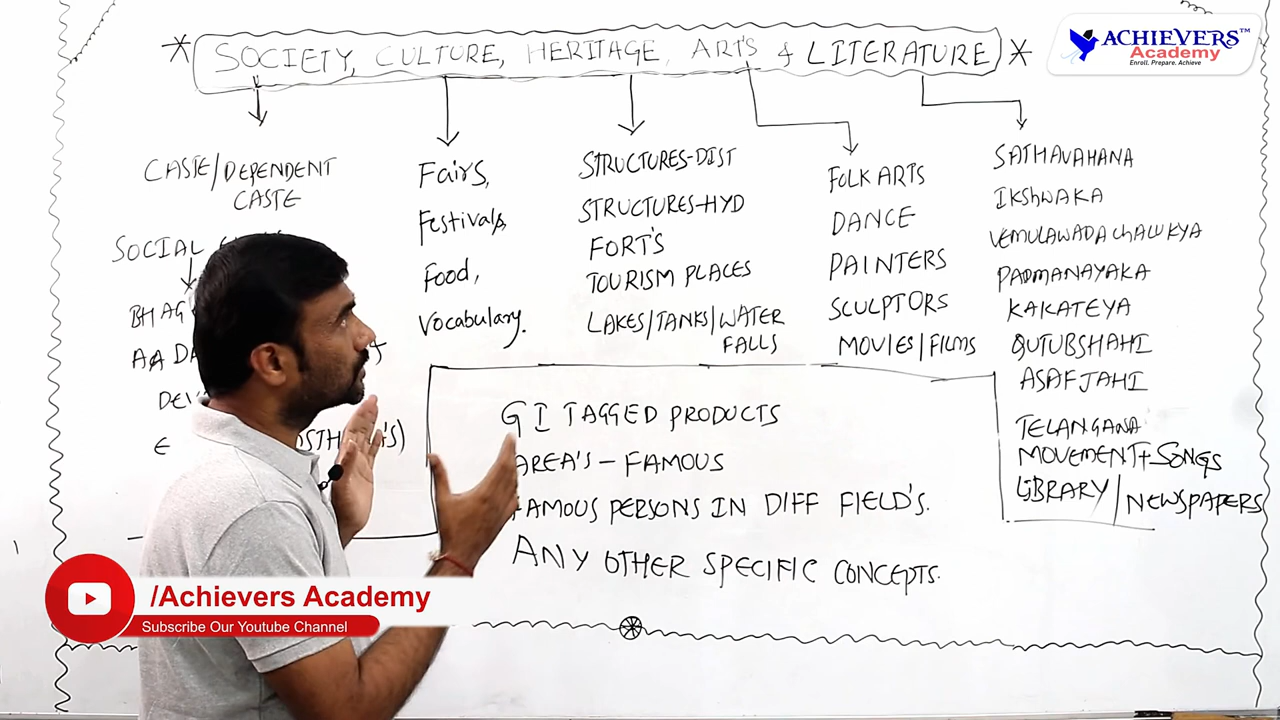 * SOCIETY, CULTURE, HERITAGE, ARTS & LITERATURE *
ACHIEVERS™
Academy
Enroll. Prepare. Achieve
CASTE/DEPENDENT
CASTE
SOCIAL
BHAG
Fairs,
Festivals,
Food,
Vocabulary.
STRUCTURES-DIST
STRUCTURES-HYD
FORT'S
TOURISM PLACES
LAKES/TANKS/WATER
FALLS
FOLK ARTS
DANCE
PAINTERS
SCULPTORS
MOVIES/FILMS
SATHAVAHANA
IKSHWAKA
VEMULAWADA CHALUKYA
PADMANAYAKA
KAKATEYA
QUTUBSHAHI
ASAFJAHI
TELANGANA
MOVEMENT+SONGS
LIBRARY/NEWSPAPERS
GI TAGGED PRODUCTS
AREA'S – FAMOUS
FAMOUS PERSONS IN DIFF FIELD'S.
ANY OTHER SPECIFIC CONCEPTS.
/Achievers Academy
Subscribe Our Youtube Channel